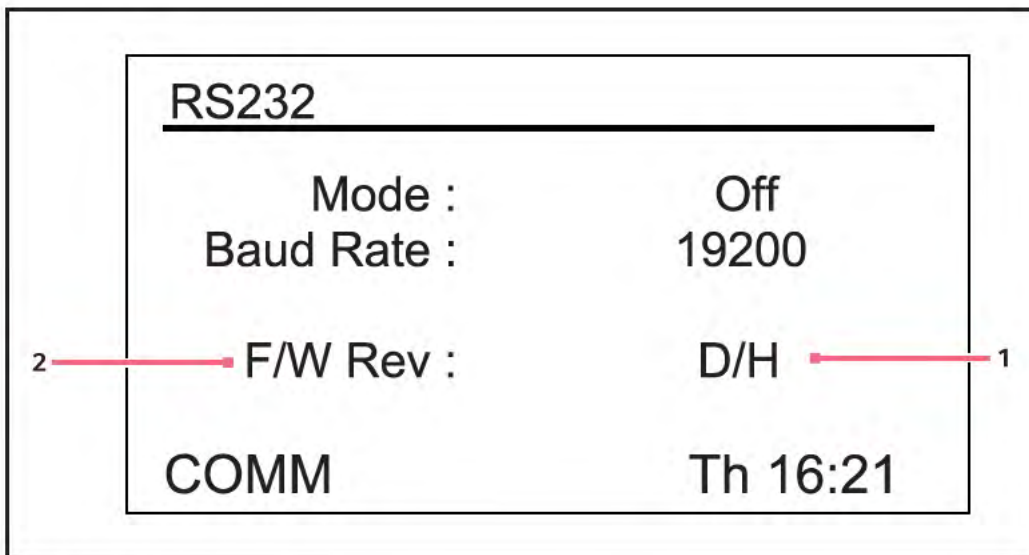 RS232
Mode : Off
Baud Rate : 19200
2 F/W Rev : D/H 1
COMM Th 16:21